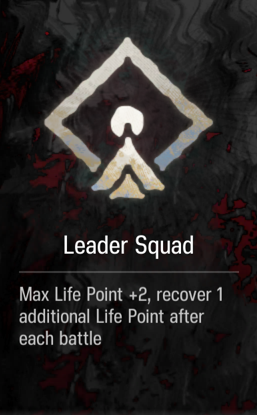 Leader Squad
Max Life Point +2, recover 1
additional Life Point after
each battle